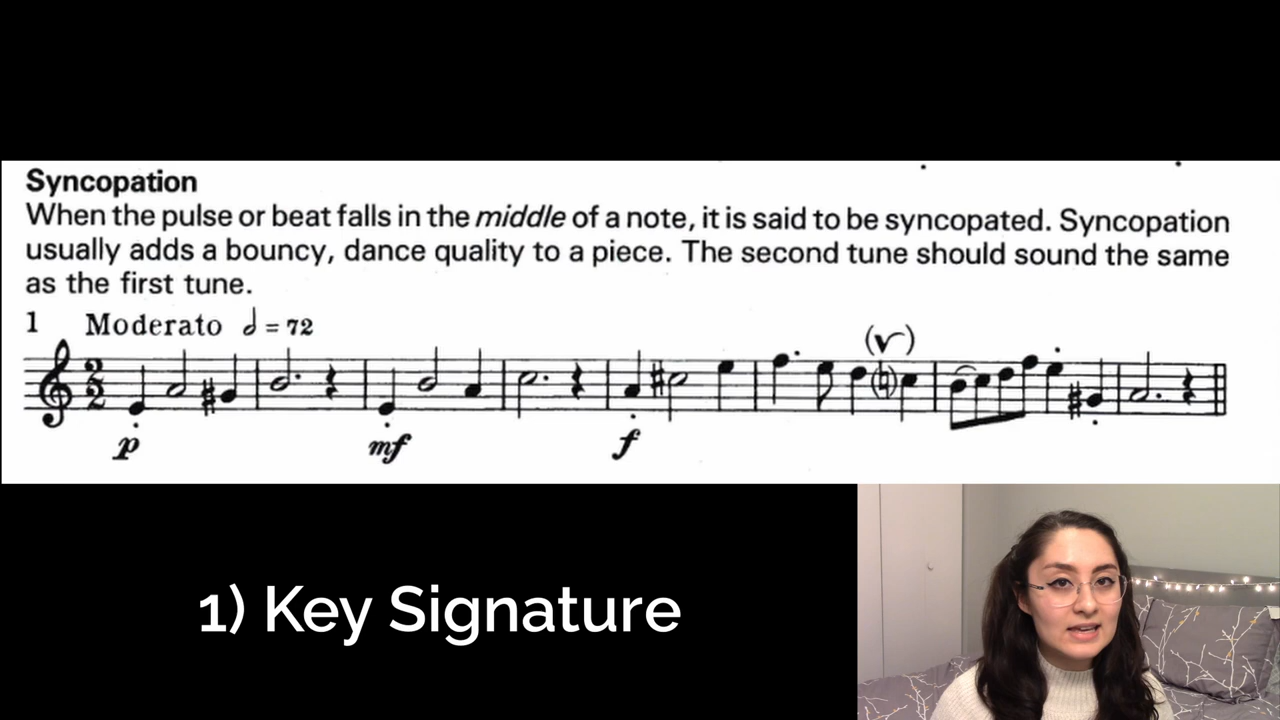 Syncopation
When the pulse or beat falls in the middle of a note, it is said to be syncopated. Syncopation
usually adds a bouncy, dance quality to a piece. The second tune should sound the same
as the first tune.
1 Moderato 𝅗𝅥 = 72
2
2
p mf f
1) Key Signature